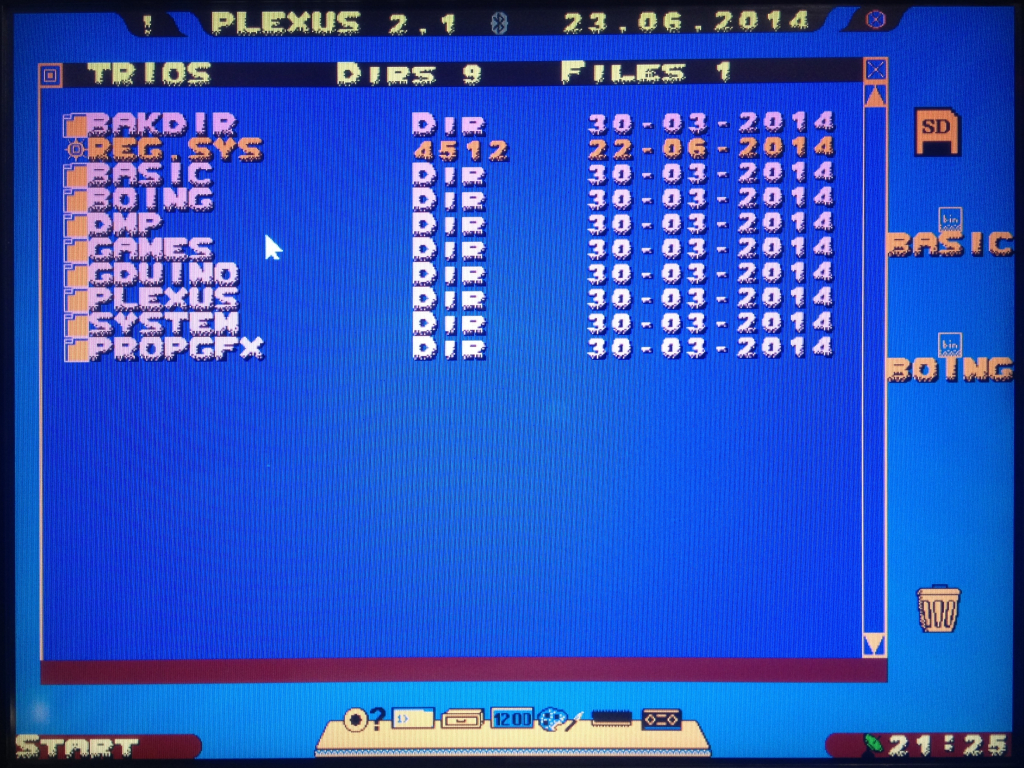 ! PLEXUS 2.1 23.06.2014
TRIOS DIRS 9 FILES 1
BAKDIR DIR 30-03-2014
REG.SYS 4512 22-06-2014
BASIC DIR 30-03-2014
BOING DIR 30-03-2014
DMP DIR 30-03-2014
GAMES DIR 30-03-2014
GDUINO DIR 30-03-2014
PLEXUS DIR 30-03-2014
SYSTEM DIR 30-03-2014
PROPGFX DIR 30-03-2014
SD
bin
BASIC
bin
BOING
? 1> 1200
START 21:25